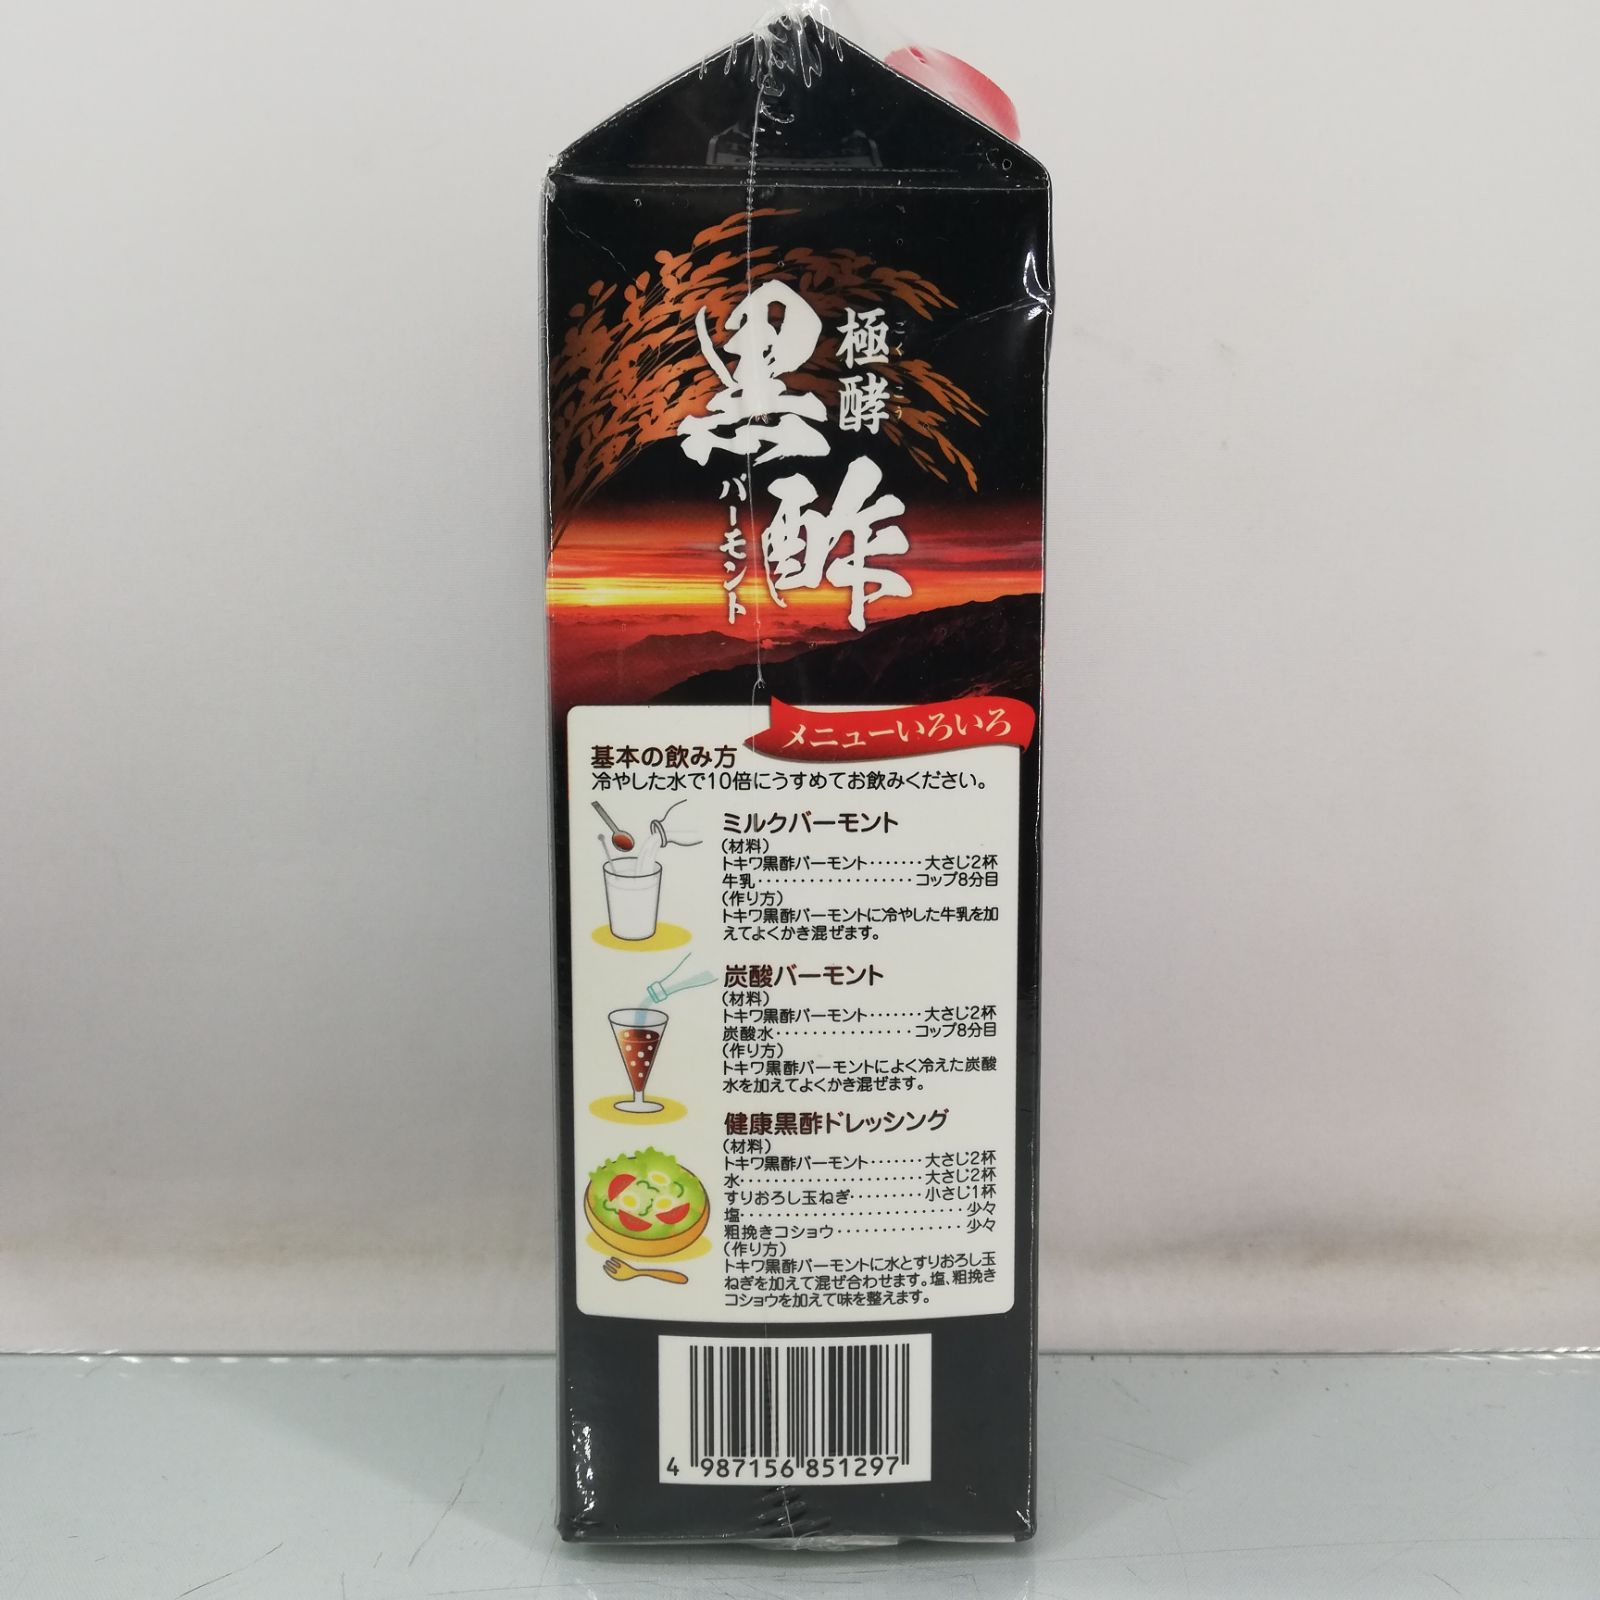 極酵
ごくこう
黒酢
バーモント
メニューいろいろ
基本の飲み方
冷やした水で10倍にうすめてお飲みください。
ミルクバーモント
(材料)
トキワ黒酢バーモント・・・・・・・大さじ2杯
牛乳・・・・・・・・・・・・・・・・・・コップ8分目
(作り方)
トキワ黒酢バーモントに冷やした牛乳を加
えてよくかき混ぜます。
炭酸バーモント
(材料)
トキワ黒酢バーモント・・・・・・・大さじ2杯
炭酸水・・・・・・・・・・・・・・・・コップ8分目
(作り方)
トキワ黒酢バーモントによく冷えた炭酸
水を加えてよくかき混ぜます。
健康黒酢ドレッシング
(材料)
トキワ黒酢バーモント・・・・・・・大さじ2杯
水・・・・・・・・・・・・・・・・・・・・・大さじ2杯
すりおろし玉ねぎ・・・・・・・・・小さじ1杯
塩・・・・・・・・・・・・・・・・・・・・・・・・・・少々
粗挽きコショウ・・・・・・・・・・・・・・・少々
(作り方)
トキワ黒酢バーモントに水とすりおろし玉
ねぎを加えて混ぜ合わせます。塩、粗挽き
コショウを加えて味を整えます。
4 987156 851297